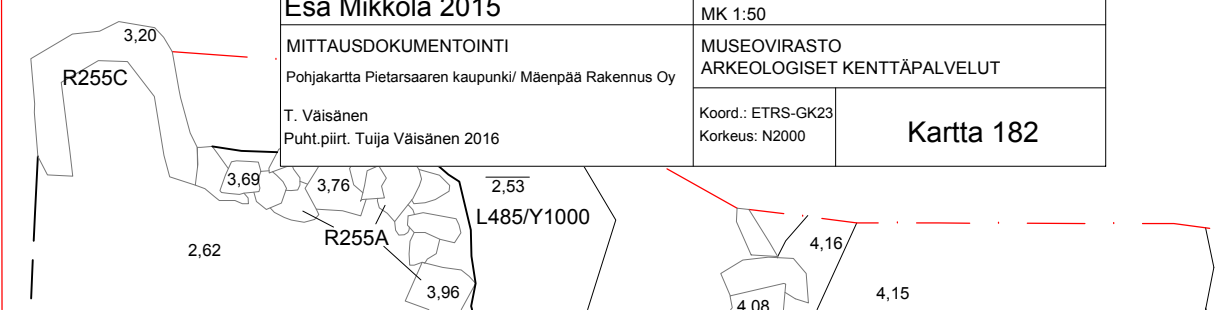 Esa Mikkola 2015
MK 1:50
MITTAUSDOKUMENTOINTI
Pohjakartta Pietarsaaren kaupunki/ Mäenpää Rakennus Oy
T. Väisänen
Puht.piirt. Tuija Väisänen 2016
MUSEOVIRASTO
ARKEOLOGISET KENTTÄPALVELUT
Koord.: ETRS-GK23
Korkeus: N2000
Kartta 182
3,20
R255C
3,69
3,76
2,53
L485/Y1000
R255A
2,62
3,96
4,16
4,15
4,08